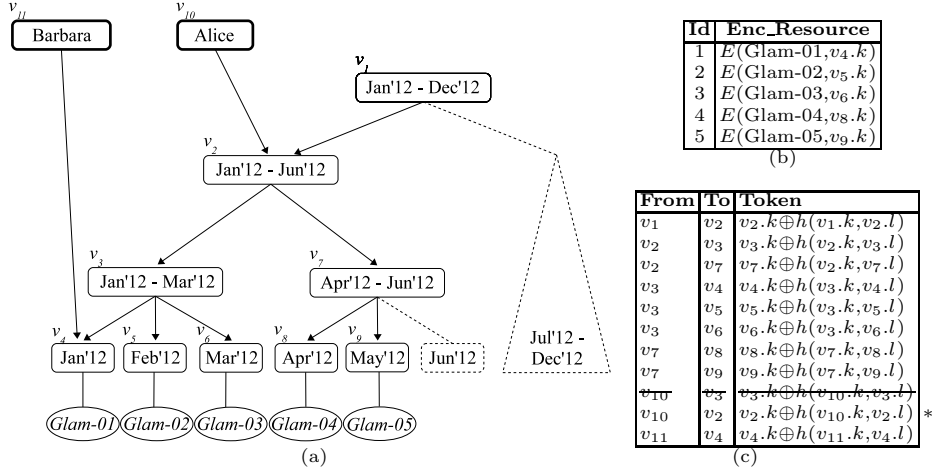 v11
v10
Barbara
Alice
v1
Jan'12 - Dec'12
v2
Jan'12 - Jun'12
v3
Jan'12 - Mar'12
v7
Apr'12 - Jun'12
Jul'12 -
Dec'12
v4 v5 v6 v8 v9
Jan'12 Feb'12 Mar'12 Apr'12 May'12 Jun'12
Glam-01 Glam-02 Glam-03 Glam-04 Glam-05
(a)
Id Enc_Resource
1 E(Glam-01,v4.k)
2 E(Glam-02,v5.k)
3 E(Glam-03,v6.k)
4 E(Glam-04,v8.k)
5 E(Glam-05,v9.k)
(b)
From To Token
v1 v2 v2.k⊕h(v1.k,v2.l)
v2 v3 v3.k⊕h(v2.k,v3.l)
v2 v7 v7.k⊕h(v2.k,v7.l)
v3 v4 v4.k⊕h(v3.k,v4.l)
v3 v5 v5.k⊕h(v3.k,v5.l)
v3 v6 v6.k⊕h(v3.k,v6.l)
v7 v8 v8.k⊕h(v7.k,v8.l)
v7 v9 v9.k⊕h(v7.k,v9.l)
v10 v3 v3.k⊕h(v10.k,v3.l)
v10 v2 v2.k⊕h(v10.k,v2.l) *
v11 v4 v4.k⊕h(v11.k,v4.l)
(c)